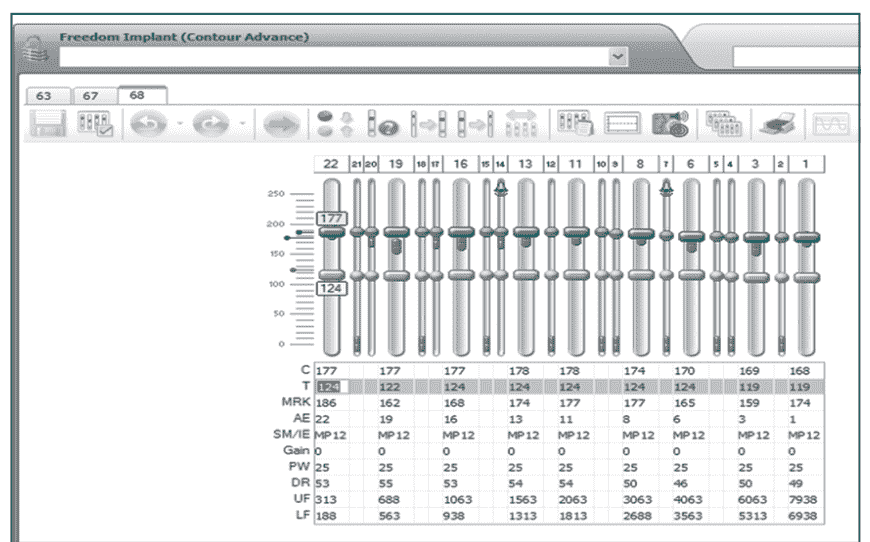 Freedom Implant (Contour Advance)
63 67 68
22 21 20 19 18 17 16 15 14 13 12 11 10 9 8 7 6 5 4 3 2 1
250
200
177
150
100
124
50
0
C 177 177 177 178 178 174 170 169 168
T 124 122 124 124 124 124 124 119 119
MRK 186 162 168 174 177 177 165 159 174
AE 22 19 16 13 11 8 6 3 1
SM/IE MP12 MP12 MP12 MP12 MP12 MP12 MP12 MP12 MP12
Gain 0 0 0 0 0 0 0 0 0
PW 25 25 25 25 25 25 25 25 25
DR 53 55 53 54 54 50 46 50 49
UF 313 688 1063 1563 2063 3063 4063 6063 7938
LF 188 563 938 1313 1813 2688 3563 5313 6938